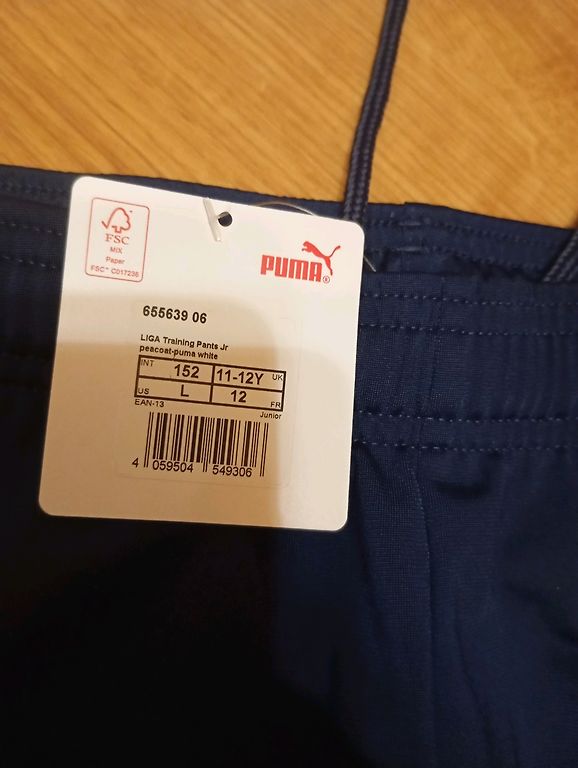 FSC
MIX
Paper
FSC™ C017236
PUMA®
655639 06
LIGA Training Pants Jr
peacoat-puma white
INT 152 11-12Y UK
US L 12 FR
EAN-13 Junior
4 059504 549306